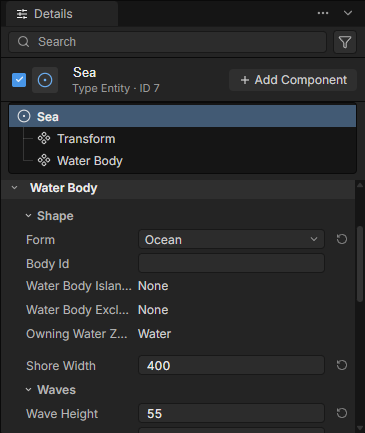 Details
Search
Sea
Type Entity · ID 7
+ Add Component
Sea
Transform
Water Body
Water Body
Shape
Form Ocean
Body Id
Water Body Islan... None
Water Body Excl... None
Owning Water Z... Water
Shore Width 400
Waves
Wave Height 55